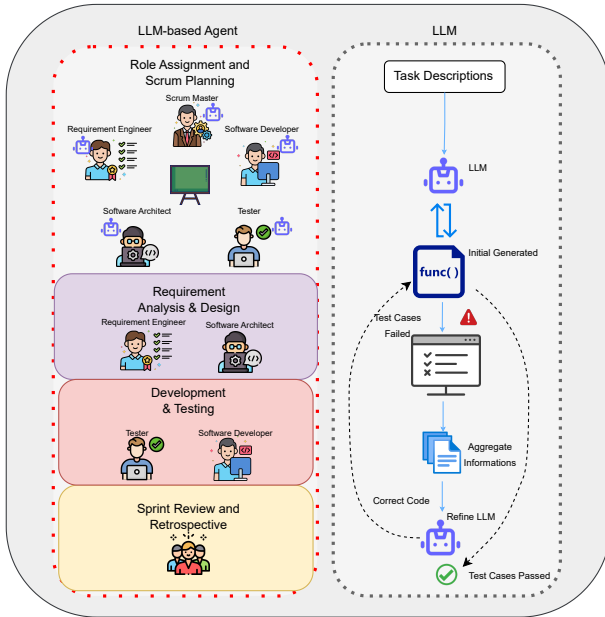 LLM-based Agent
Role Assignment and
Scrum Planning
Scrum Master
Requirement Engineer
Software Developer
Software Architect
Tester
Requirement
Analysis & Design
Requirement Engineer
Software Architect
Development
& Testing
Tester
Software Developer
Sprint Review and
Retrospective
LLM
Task Descriptions
LLM
Initial Generated
func( )
Test Cases
Failed
Aggregate
Informations
Correct Code
Refine LLM
Test Cases Passed